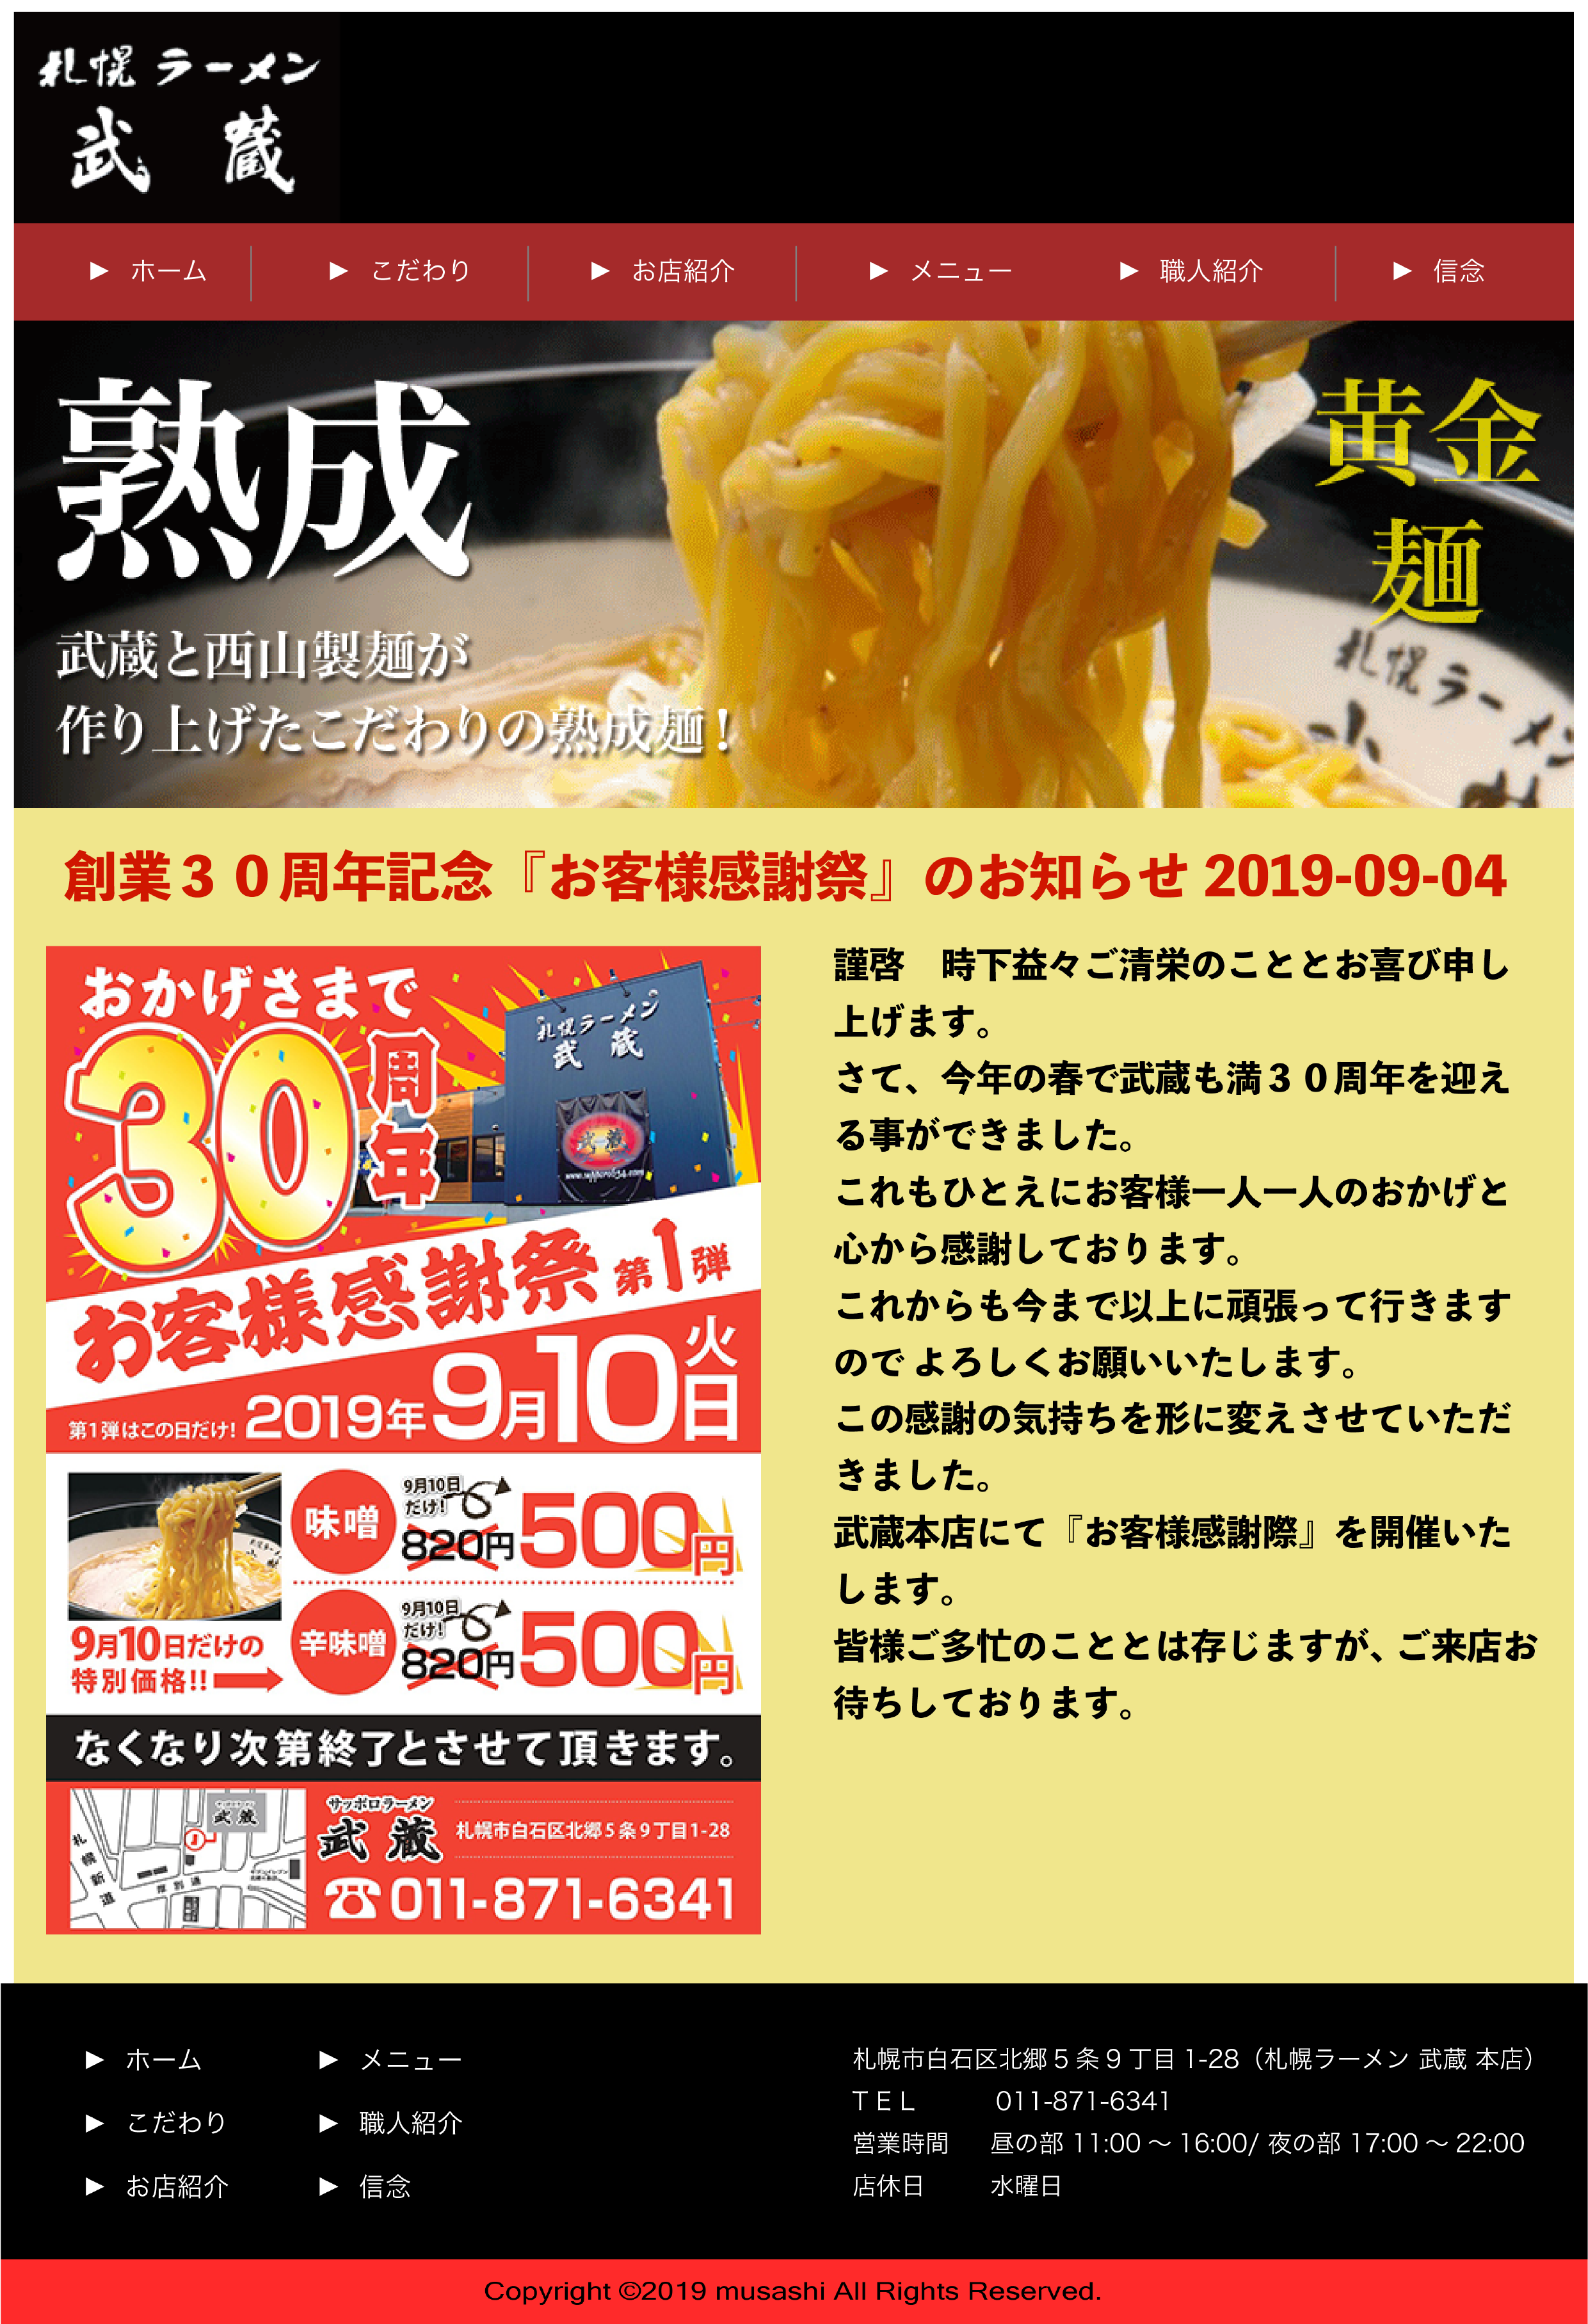 札幌ラーメン
武蔵
▶ ホーム ▶ こだわり ▶ お店紹介 ▶ メニュー ▶ 職人紹介 ▶ 信念
熟成
武蔵と西山製麺が
作り上げたこだわりの熟成麺！
黄金
麺
札幌ラーメン
創業３０周年記念『お客様感謝祭』のお知らせ 2019-09-04
おかげさまで
30周年
札幌ラーメン
武蔵
武蔵
お客様感謝祭 第1弾
第1弾はこの日だけ! 2019年9月10日火
9月10日だけの
特別価格!!
味噌 9月10日だけ! 820円 500円
辛味噌 9月10日だけ! 820円 500円
なくなり次第終了とさせて頂きます。
武蔵
札幌新道
厚別通
サッポロラーメン
武蔵
札幌市白石区北郷5条9丁目1-28
☎011-871-6341
謹啓　時下益々ご清栄のこととお喜び申し
上げます。
さて、今年の春で武蔵も満３０周年を迎え
る事ができました。
これもひとえにお客様一人一人のおかげと
心から感謝しております。
これからも今まで以上に頑張って行きます
ので よろしくお願いいたします。
この感謝の気持ちを形に変えさせていただ
きました。
武蔵本店にて『お客様感謝際』を開催いた
します。
皆様ご多忙のこととは存じますが、ご来店お
待ちしております。
▶ ホーム ▶ メニュー
▶ こだわり ▶ 職人紹介
▶ お店紹介 ▶ 信念
札幌市白石区北郷 5 条 9 丁目 1-28（札幌ラーメン 武蔵 本店）
ＴＥＬ 011-871-6341
営業時間 昼の部 11:00 ～ 16:00/ 夜の部 17:00 ～ 22:00
店休日 水曜日
Copyright ©2019 musashi All Rights Reserved.